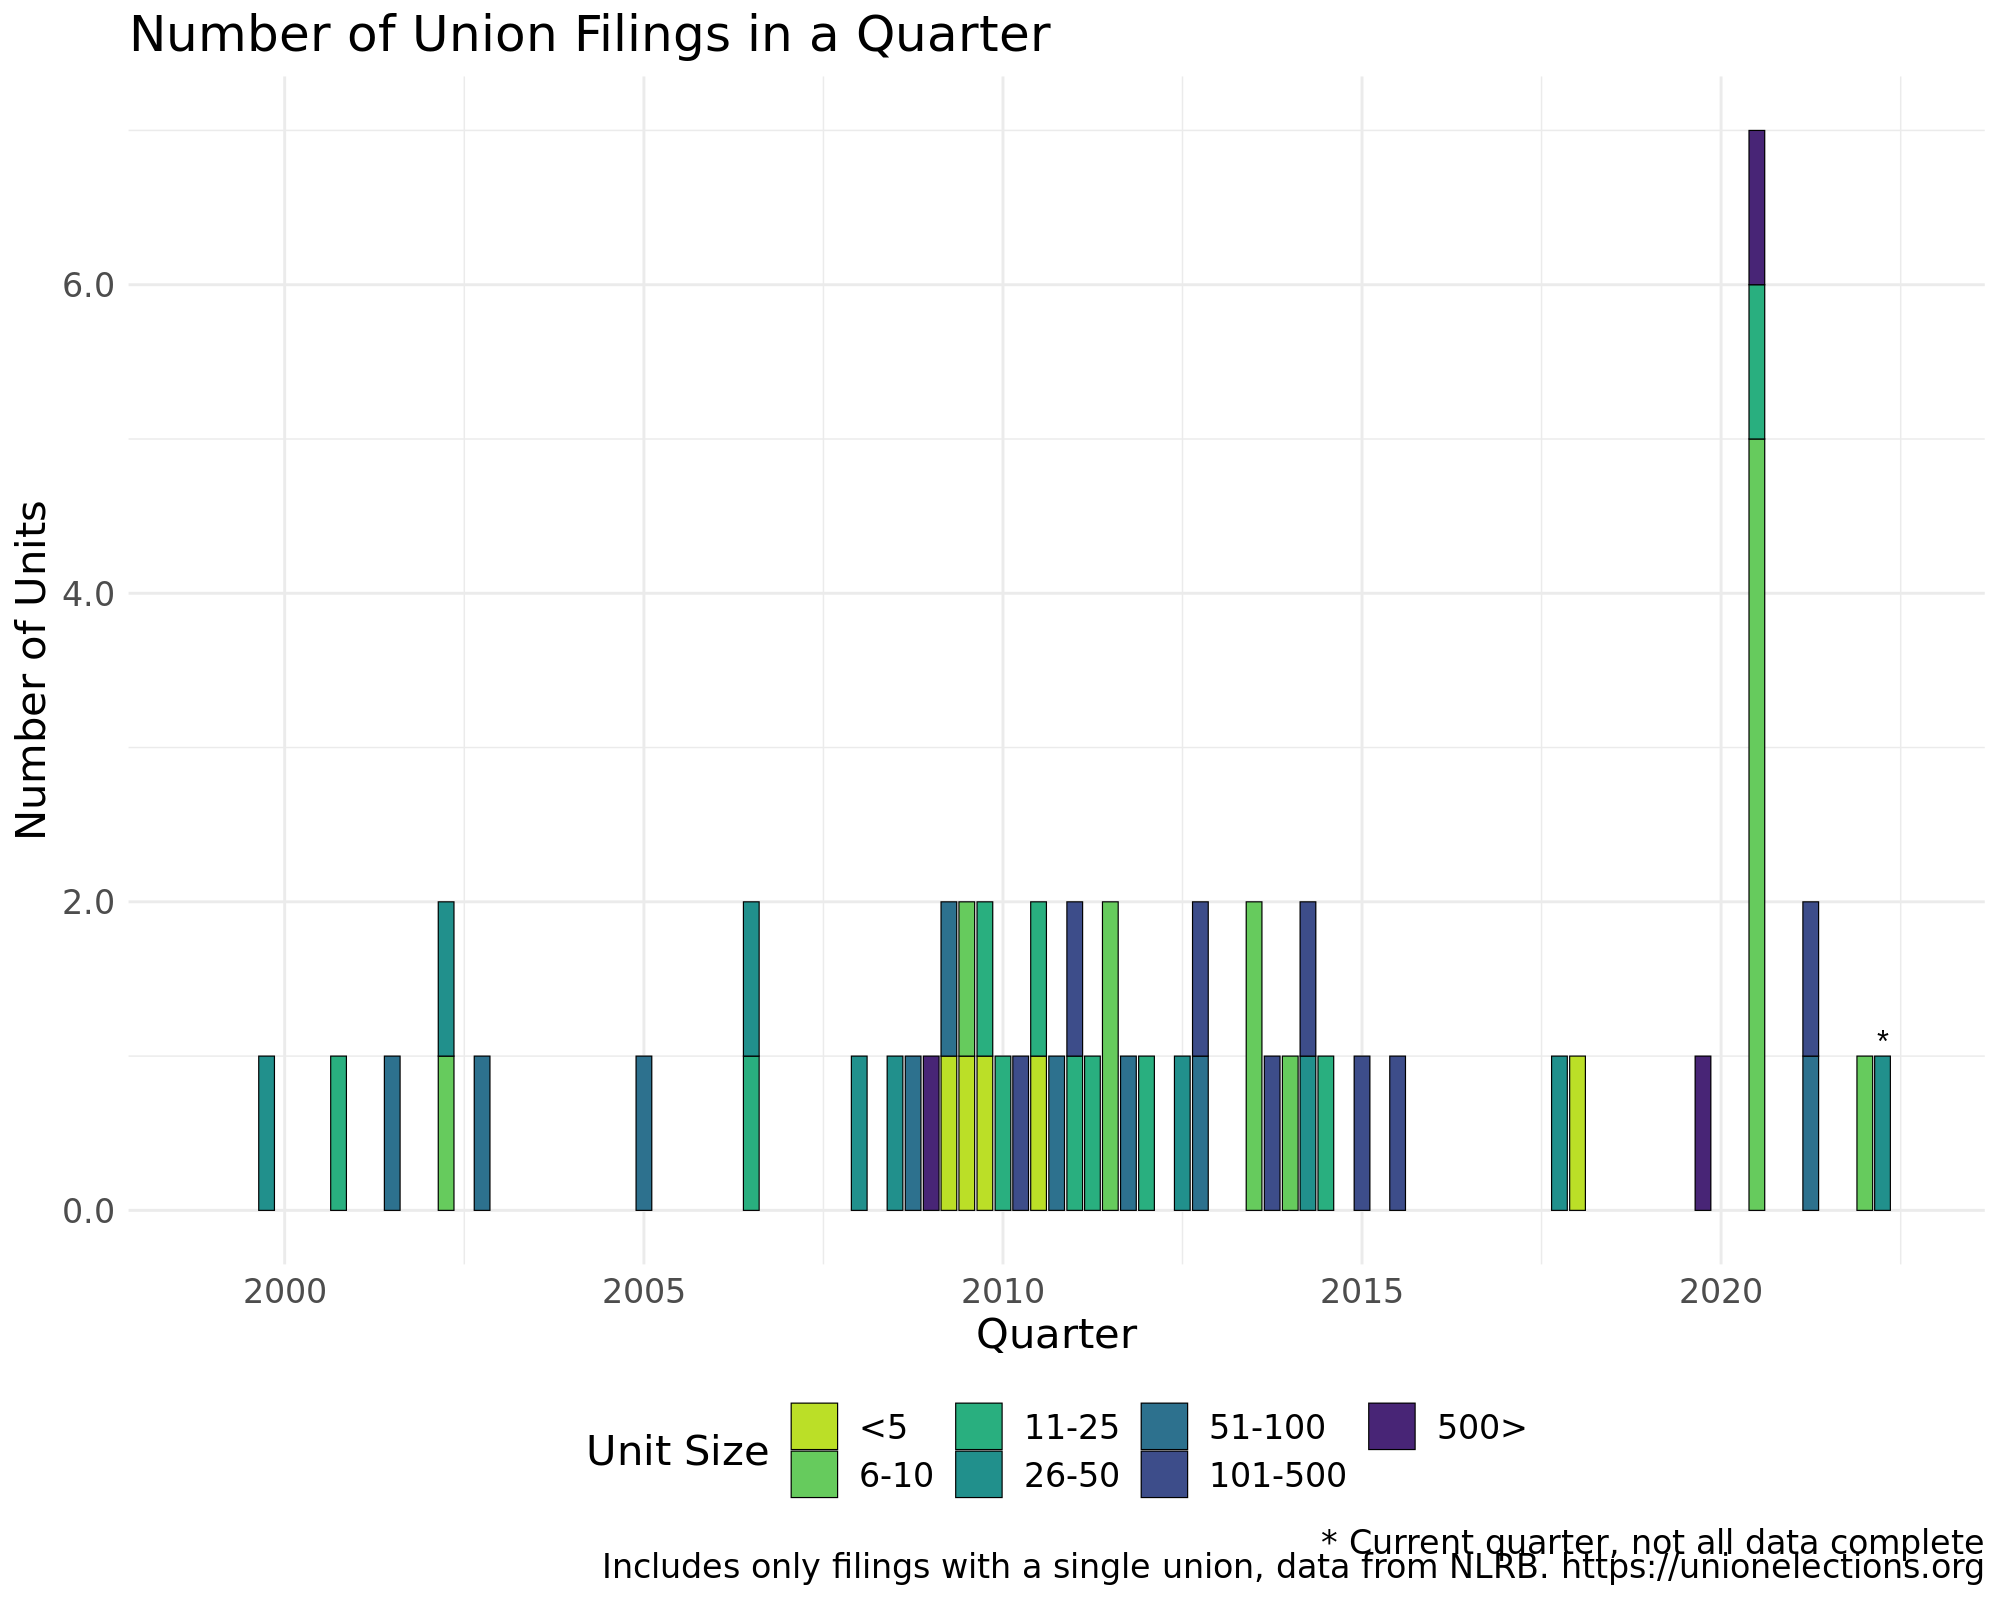 Number of Union Filings in a Quarter
Number of Units
6.0
4.0
2.0
0.0
*
2000 2005 2010 2015 2020
Quarter
Unit Size
<5 11-25 51-100 500>
6-10 26-50 101-500
* Current quarter, not all data complete
Includes only filings with a single union, data from NLRB. https://unionelections.org